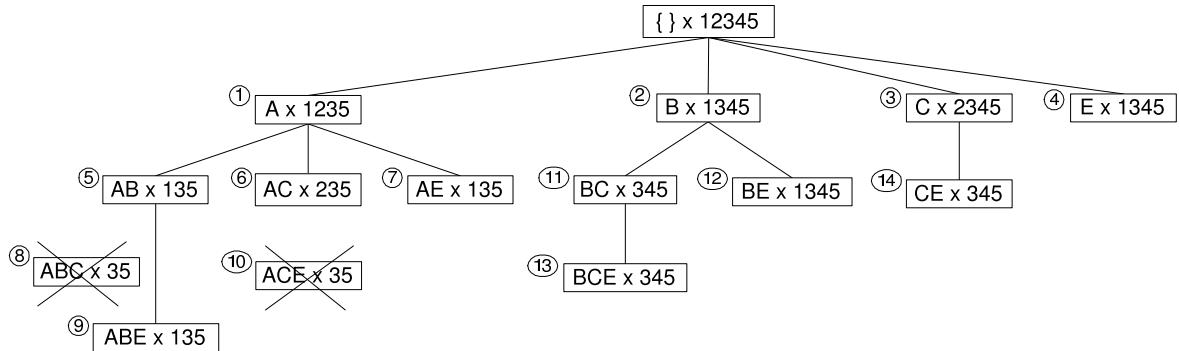 { } x 12345
1 A x 1235
2 B x 1345
3 C x 2345
4 E x 1345
5 AB x 135
6 AC x 235
7 AE x 135
11 BC x 345
12 BE x 1345
14 CE x 345
8 ABC x 35
10 ACE x 35
13 BCE x 345
9 ABE x 135